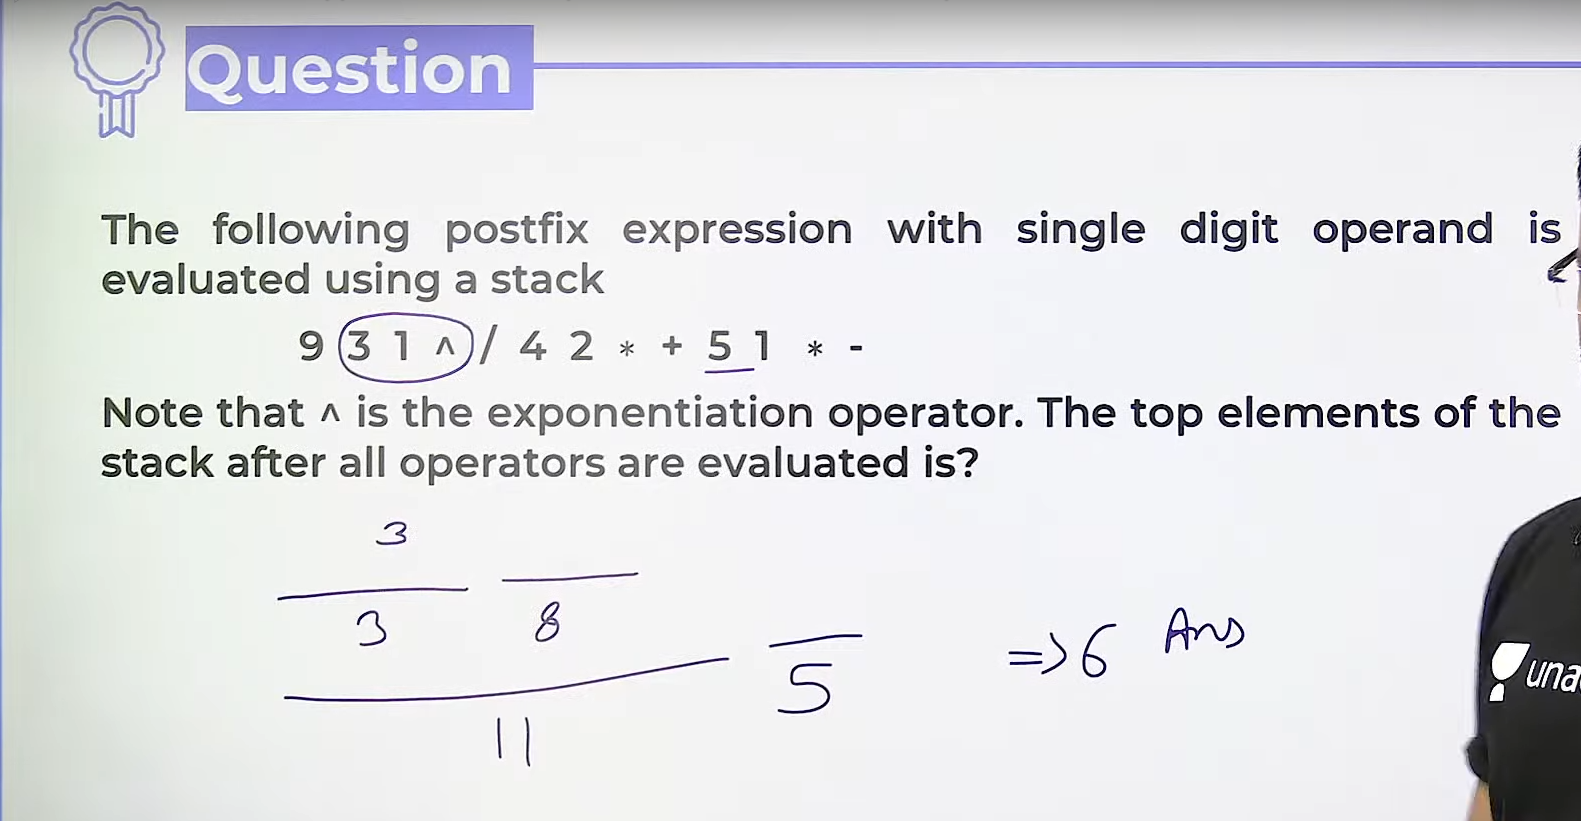 Question
The following postfix expression with single digit operand is
evaluated using a stack
9 3 1 ^ / 4 2 * + 5 1 * -
Note that ^ is the exponentiation operator. The top elements of the
stack after all operators are evaluated is?
3
3 8
5 => 6 Ans
11
una